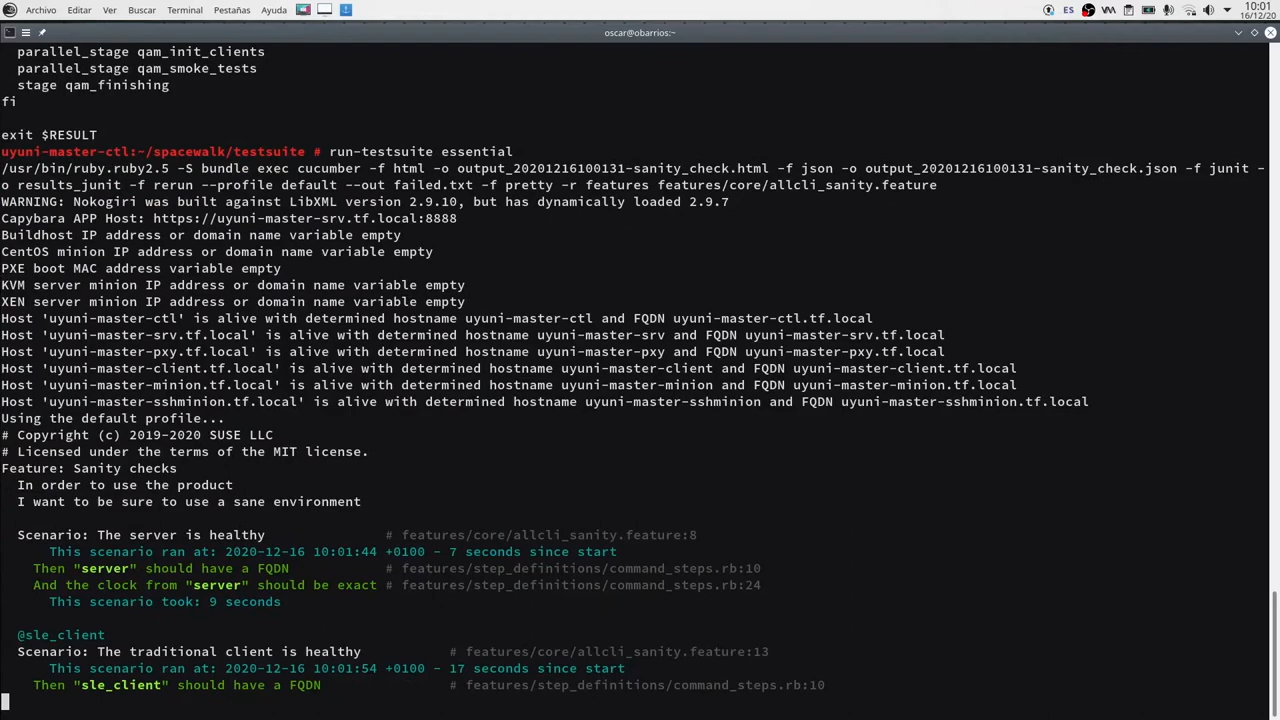 Archivo Editar Ver Buscar Terminal Pestañas Ayuda ES 10:01
16/12/20
oscar@obarrios:~
parallel_stage qam_init_clients
parallel_stage qam_smoke_tests
stage qam_finishing
fi
exit $RESULT
uyuni-master-ctl:~/spacewalk/testsuite # run-testsuite essential
/usr/bin/ruby.ruby2.5 -S bundle exec cucumber -f html -o output_20201216100131-sanity_check.html -f json -o output_20201216100131-sanity_check.json -f junit -
o results_junit -f rerun --profile default --out failed.txt -f pretty -r features features/core/allcli_sanity.feature
WARNING: Nokogiri was built against LibXML version 2.9.10, but has dynamically loaded 2.9.7
Capybara APP Host: https://uyuni-master-srv.tf.local:8888
Buildhost IP address or domain name variable empty
CentOS minion IP address or domain name variable empty
PXE boot MAC address variable empty
KVM server minion IP address or domain name variable empty
XEN server minion IP address or domain name variable empty
Host 'uyuni-master-ctl' is alive with determined hostname uyuni-master-ctl and FQDN uyuni-master-ctl.tf.local
Host 'uyuni-master-srv.tf.local' is alive with determined hostname uyuni-master-srv and FQDN uyuni-master-srv.tf.local
Host 'uyuni-master-pxy.tf.local' is alive with determined hostname uyuni-master-pxy and FQDN uyuni-master-pxy.tf.local
Host 'uyuni-master-client.tf.local' is alive with determined hostname uyuni-master-client and FQDN uyuni-master-client.tf.local
Host 'uyuni-master-minion.tf.local' is alive with determined hostname uyuni-master-minion and FQDN uyuni-master-minion.tf.local
Host 'uyuni-master-sshminion.tf.local' is alive with determined hostname uyuni-master-sshminion and FQDN uyuni-master-sshminion.tf.local
Using the default profile...
# Copyright (c) 2019-2020 SUSE LLC
# Licensed under the terms of the MIT license.
Feature: Sanity checks
In order to use the product
I want to be sure to use a sane environment
Scenario: The server is healthy # features/core/allcli_sanity.feature:8
This scenario ran at: 2020-12-16 10:01:44 +0100 - 7 seconds since start
Then "server" should have a FQDN # features/step_definitions/command_steps.rb:10
And the clock from "server" should be exact # features/step_definitions/command_steps.rb:24
This scenario took: 9 seconds
@sle_client
Scenario: The traditional client is healthy # features/core/allcli_sanity.feature:13
This scenario ran at: 2020-12-16 10:01:54 +0100 - 17 seconds since start
Then "sle_client" should have a FQDN # features/step_definitions/command_steps.rb:10